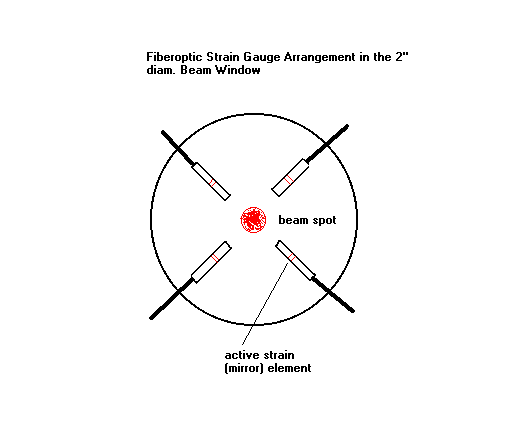 Fiberoptic Strain Gauge Arrangement in the 2"
diam. Beam Window
beam spot
active strain
(mirror) element